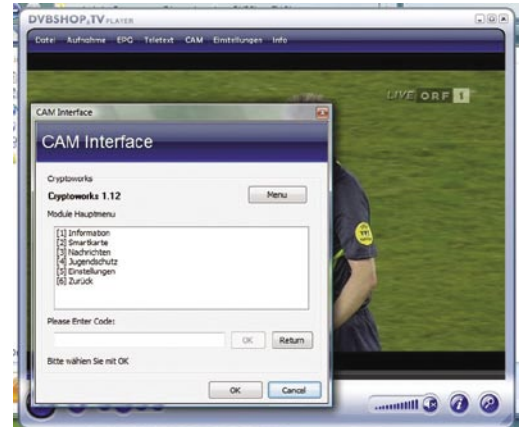 DVBSHOP.TV PLAYER
Datei Aufnahme EPG Teletext CAM Einstellungen Info
LIVE ORF 1
CAM Interface
CAM Interface
Cryptoworks
Cryptoworks 1.12
Menu
Module Hauptmenu
[1] Information
[2] Smartkarte
[3] Nachrichten
[4] Jugendschutz
[5] Einstellungen
[6] Zurück
Please Enter Code:
OK Return
Bitte wählen Sie mit OK
OK Cancel